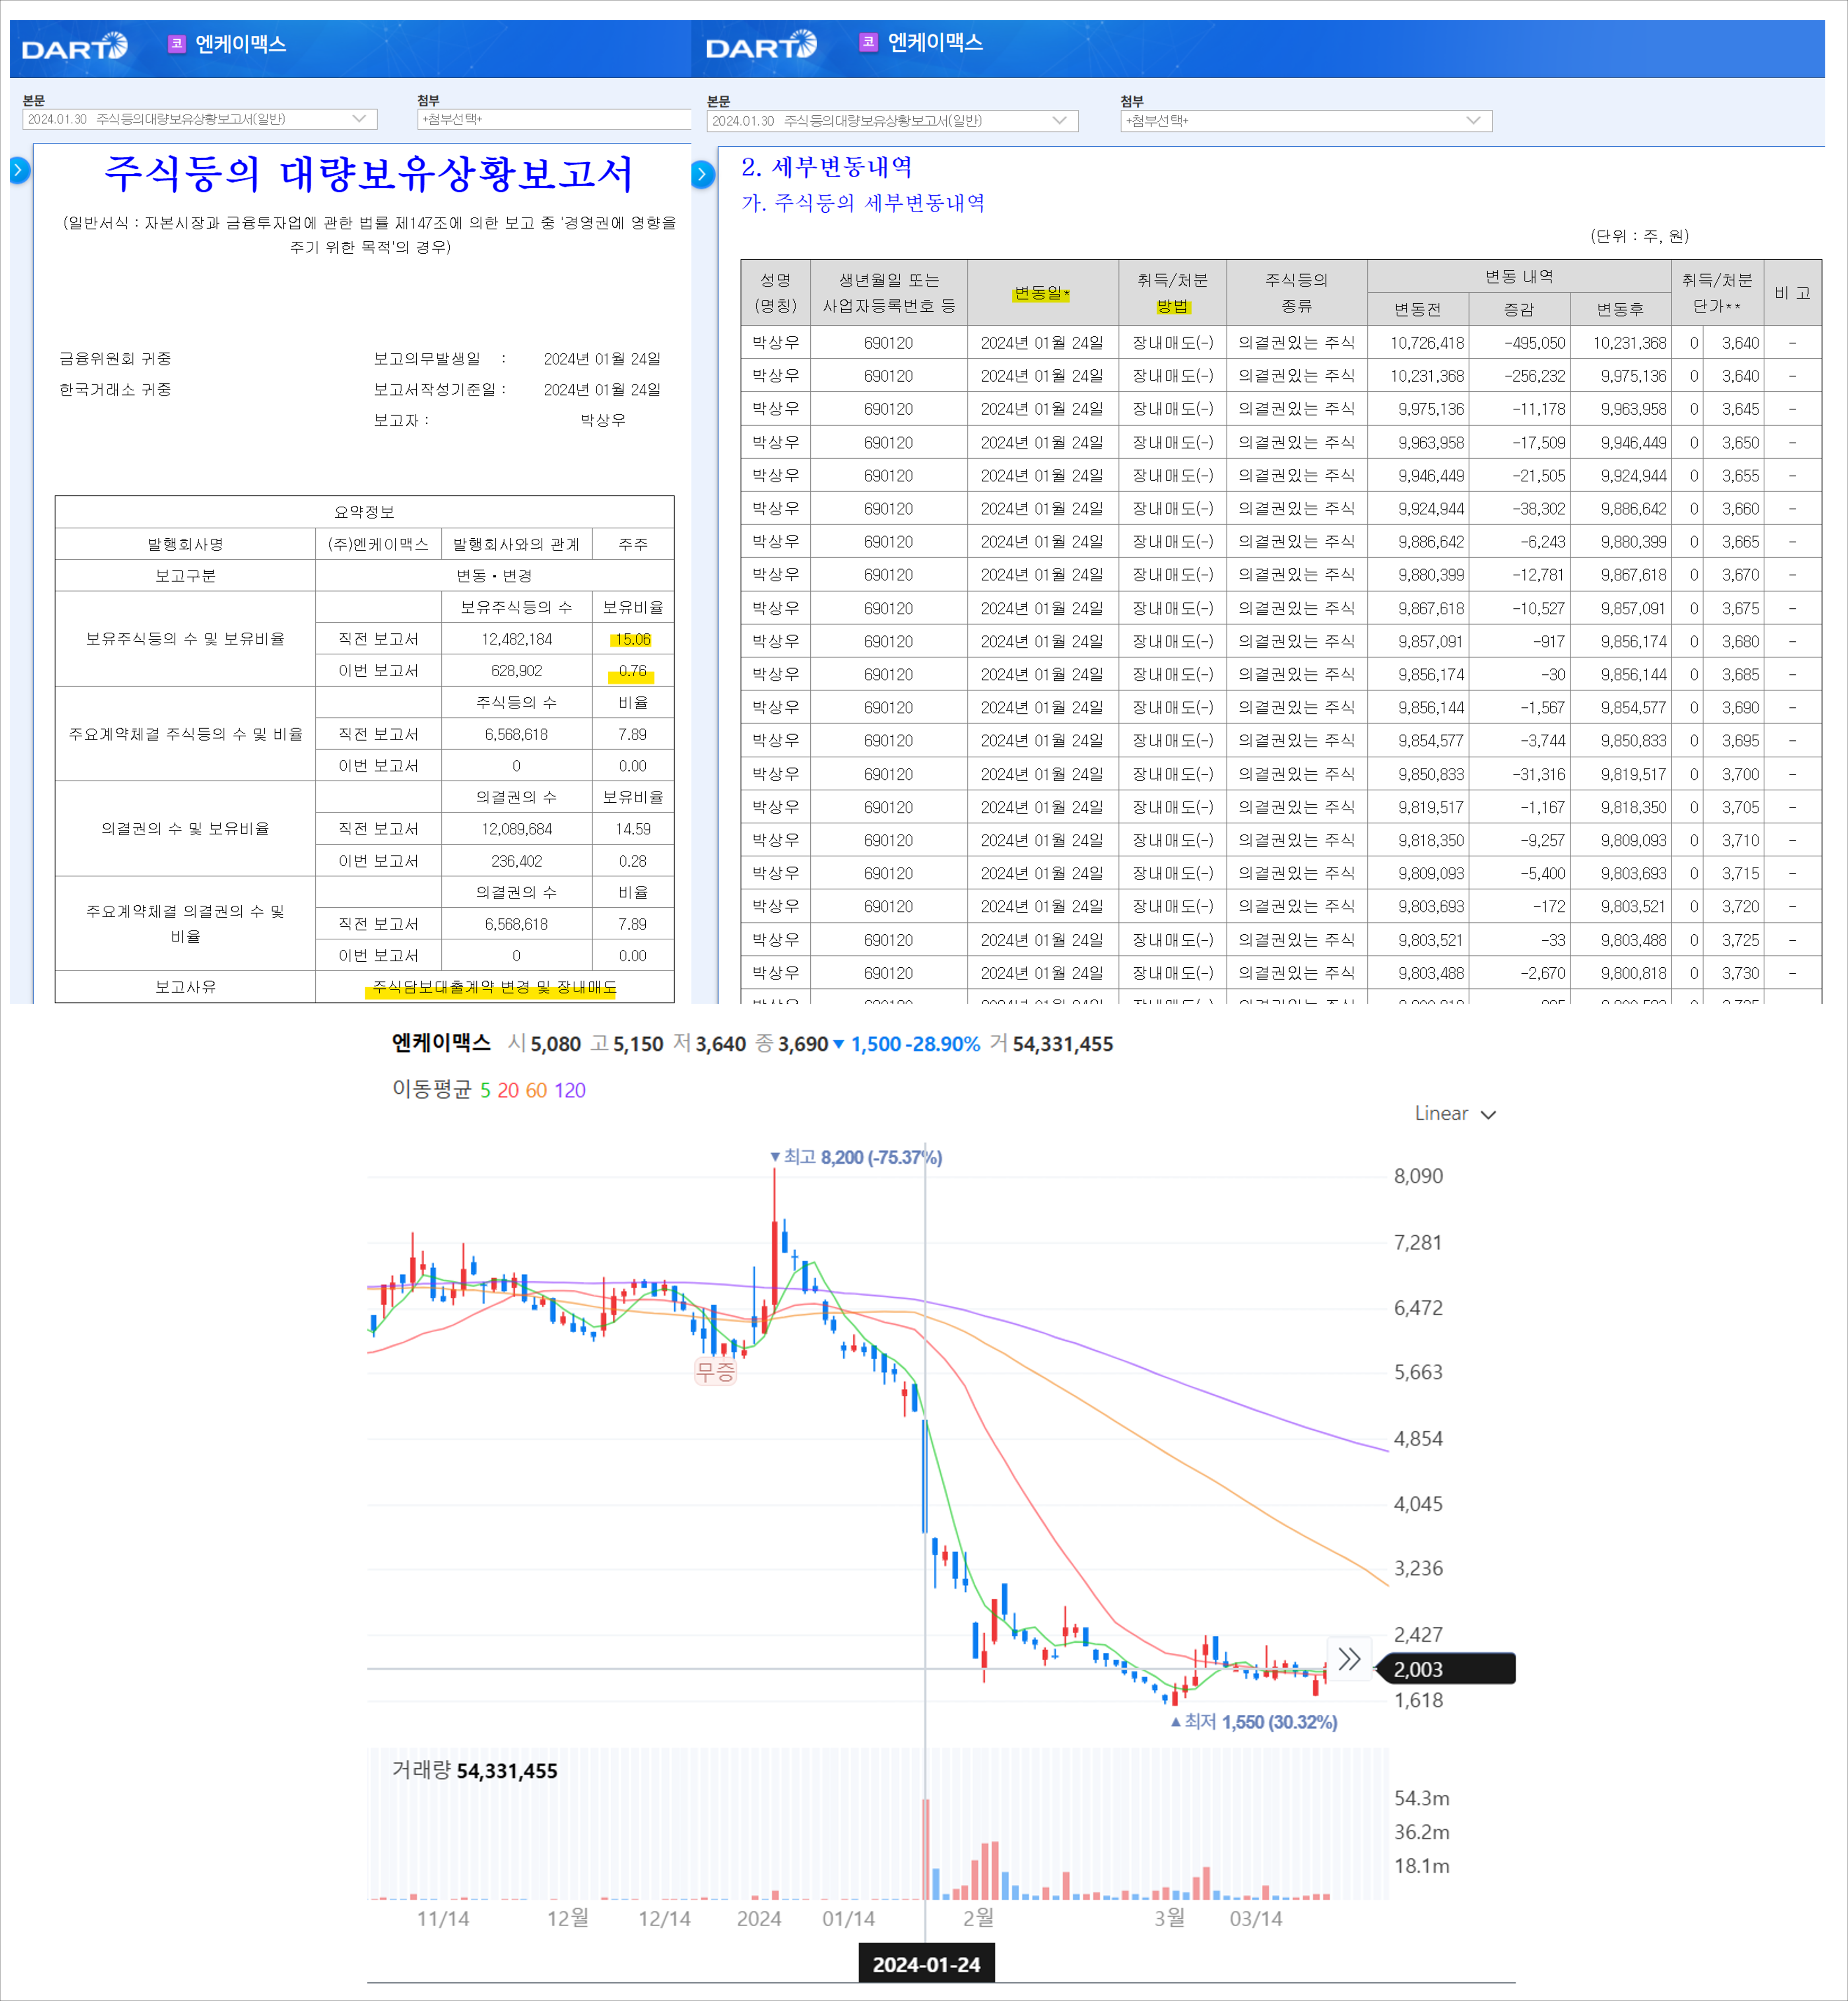 DART 코 엔케이맥스
본문 첨부
2024.01.30 주식등의대량보유상황보고서(일반) +첨부선택+
주식등의 대량보유상황보고서
(일반서식 : 자본시장과 금융투자업에 관한 법률 제147조에 의한 보고 중 '경영권에 영향을
주기 위한 목적'의 경우)
금융위원회 귀중 보고의무발생일 : 2024년 01월 24일
한국거래소 귀중 보고서작성기준일 : 2024년 01월 24일
보고자 : 박상우
요약정보
발행회사명 (주)엔케이맥스 발행회사와의 관계 주주
보고구분 변동・변경
보유주식등의 수 및 보유비율 보유주식등의 수 보유비율
직전 보고서 12,482,184 15.06
이번 보고서 628,902 0.76
주요계약체결 주식등의 수 및 비율 주식등의 수 비율
직전 보고서 6,568,618 7.89
이번 보고서 0 0.00
의결권의 수 및 보유비율 의결권의 수 보유비율
직전 보고서 12,089,684 14.59
이번 보고서 236,402 0.28
주요계약체결 의결권의 수 및
비율
의결권의 수 비율
직전 보고서 6,568,618 7.89
이번 보고서 0 0.00
보고사유 주식담보대출계약 변경 및 장내매도
DART 코 엔케이맥스
본문 첨부
2024.01.30 주식등의대량보유상황보고서(일반) +첨부선택+
2. 세부변동내역
가. 주식등의 세부변동내역
(단위 : 주, 원)
성명
(명칭)
생년월일 또는
사업자등록번호 등
변동일*
취득/처분
방법
주식등의
종류
변동 내역
변동전 증감 변동후
취득/처분
단가**
비 고
박상우 690120 2024년 01월 24일 장내매도(-) 의결권있는 주식 10,726,418 -495,050 10,231,368 0 3,640 -
박상우 690120 2024년 01월 24일 장내매도(-) 의결권있는 주식 10,231,368 -256,232 9,975,136 0 3,640 -
박상우 690120 2024년 01월 24일 장내매도(-) 의결권있는 주식 9,975,136 -11,178 9,963,958 0 3,645 -
박상우 690120 2024년 01월 24일 장내매도(-) 의결권있는 주식 9,963,958 -17,509 9,946,449 0 3,650 -
박상우 690120 2024년 01월 24일 장내매도(-) 의결권있는 주식 9,946,449 -21,505 9,924,944 0 3,655 -
박상우 690120 2024년 01월 24일 장내매도(-) 의결권있는 주식 9,924,944 -38,302 9,886,642 0 3,660 -
박상우 690120 2024년 01월 24일 장내매도(-) 의결권있는 주식 9,886,642 -6,243 9,880,399 0 3,665 -
박상우 690120 2024년 01월 24일 장내매도(-) 의결권있는 주식 9,880,399 -12,781 9,867,618 0 3,670 -
박상우 690120 2024년 01월 24일 장내매도(-) 의결권있는 주식 9,867,618 -10,527 9,857,091 0 3,675 -
박상우 690120 2024년 01월 24일 장내매도(-) 의결권있는 주식 9,857,091 -917 9,856,174 0 3,680 -
박상우 690120 2024년 01월 24일 장내매도(-) 의결권있는 주식 9,856,174 -30 9,856,144 0 3,685 -
박상우 690120 2024년 01월 24일 장내매도(-) 의결권있는 주식 9,856,144 -1,567 9,854,577 0 3,690 -
박상우 690120 2024년 01월 24일 장내매도(-) 의결권있는 주식 9,854,577 -3,744 9,850,833 0 3,695 -
박상우 690120 2024년 01월 24일 장내매도(-) 의결권있는 주식 9,850,833 -31,316 9,819,517 0 3,700 -
박상우 690120 2024년 01월 24일 장내매도(-) 의결권있는 주식 9,819,517 -1,167 9,818,350 0 3,705 -
박상우 690120 2024년 01월 24일 장내매도(-) 의결권있는 주식 9,818,350 -9,257 9,809,093 0 3,710 -
박상우 690120 2024년 01월 24일 장내매도(-) 의결권있는 주식 9,809,093 -5,400 9,803,693 0 3,715 -
박상우 690120 2024년 01월 24일 장내매도(-) 의결권있는 주식 9,803,693 -172 9,803,521 0 3,720 -
박상우 690120 2024년 01월 24일 장내매도(-) 의결권있는 주식 9,803,521 -33 9,803,488 0 3,725 -
박상우 690120 2024년 01월 24일 장내매도(-) 의결권있는 주식 9,803,488 -2,670 9,800,818 0 3,730 -
엔케이맥스 시 5,080 고 5,150 저 3,640 종 3,690 ▼ 1,500 -28.90% 거 54,331,455
이동평균 5 20 60 120
Linear
▼최고 8,200 (-75.37%)
8,090
7,281
6,472
무증
5,663
4,854
4,045
3,236
2,427
2,003
1,618
▲최저 1,550 (30.32%)
거래량 54,331,455
54.3m
36.2m
18.1m
11/14 12월 12/14 2024 01/14 2월 3월 03/14
2024-01-24